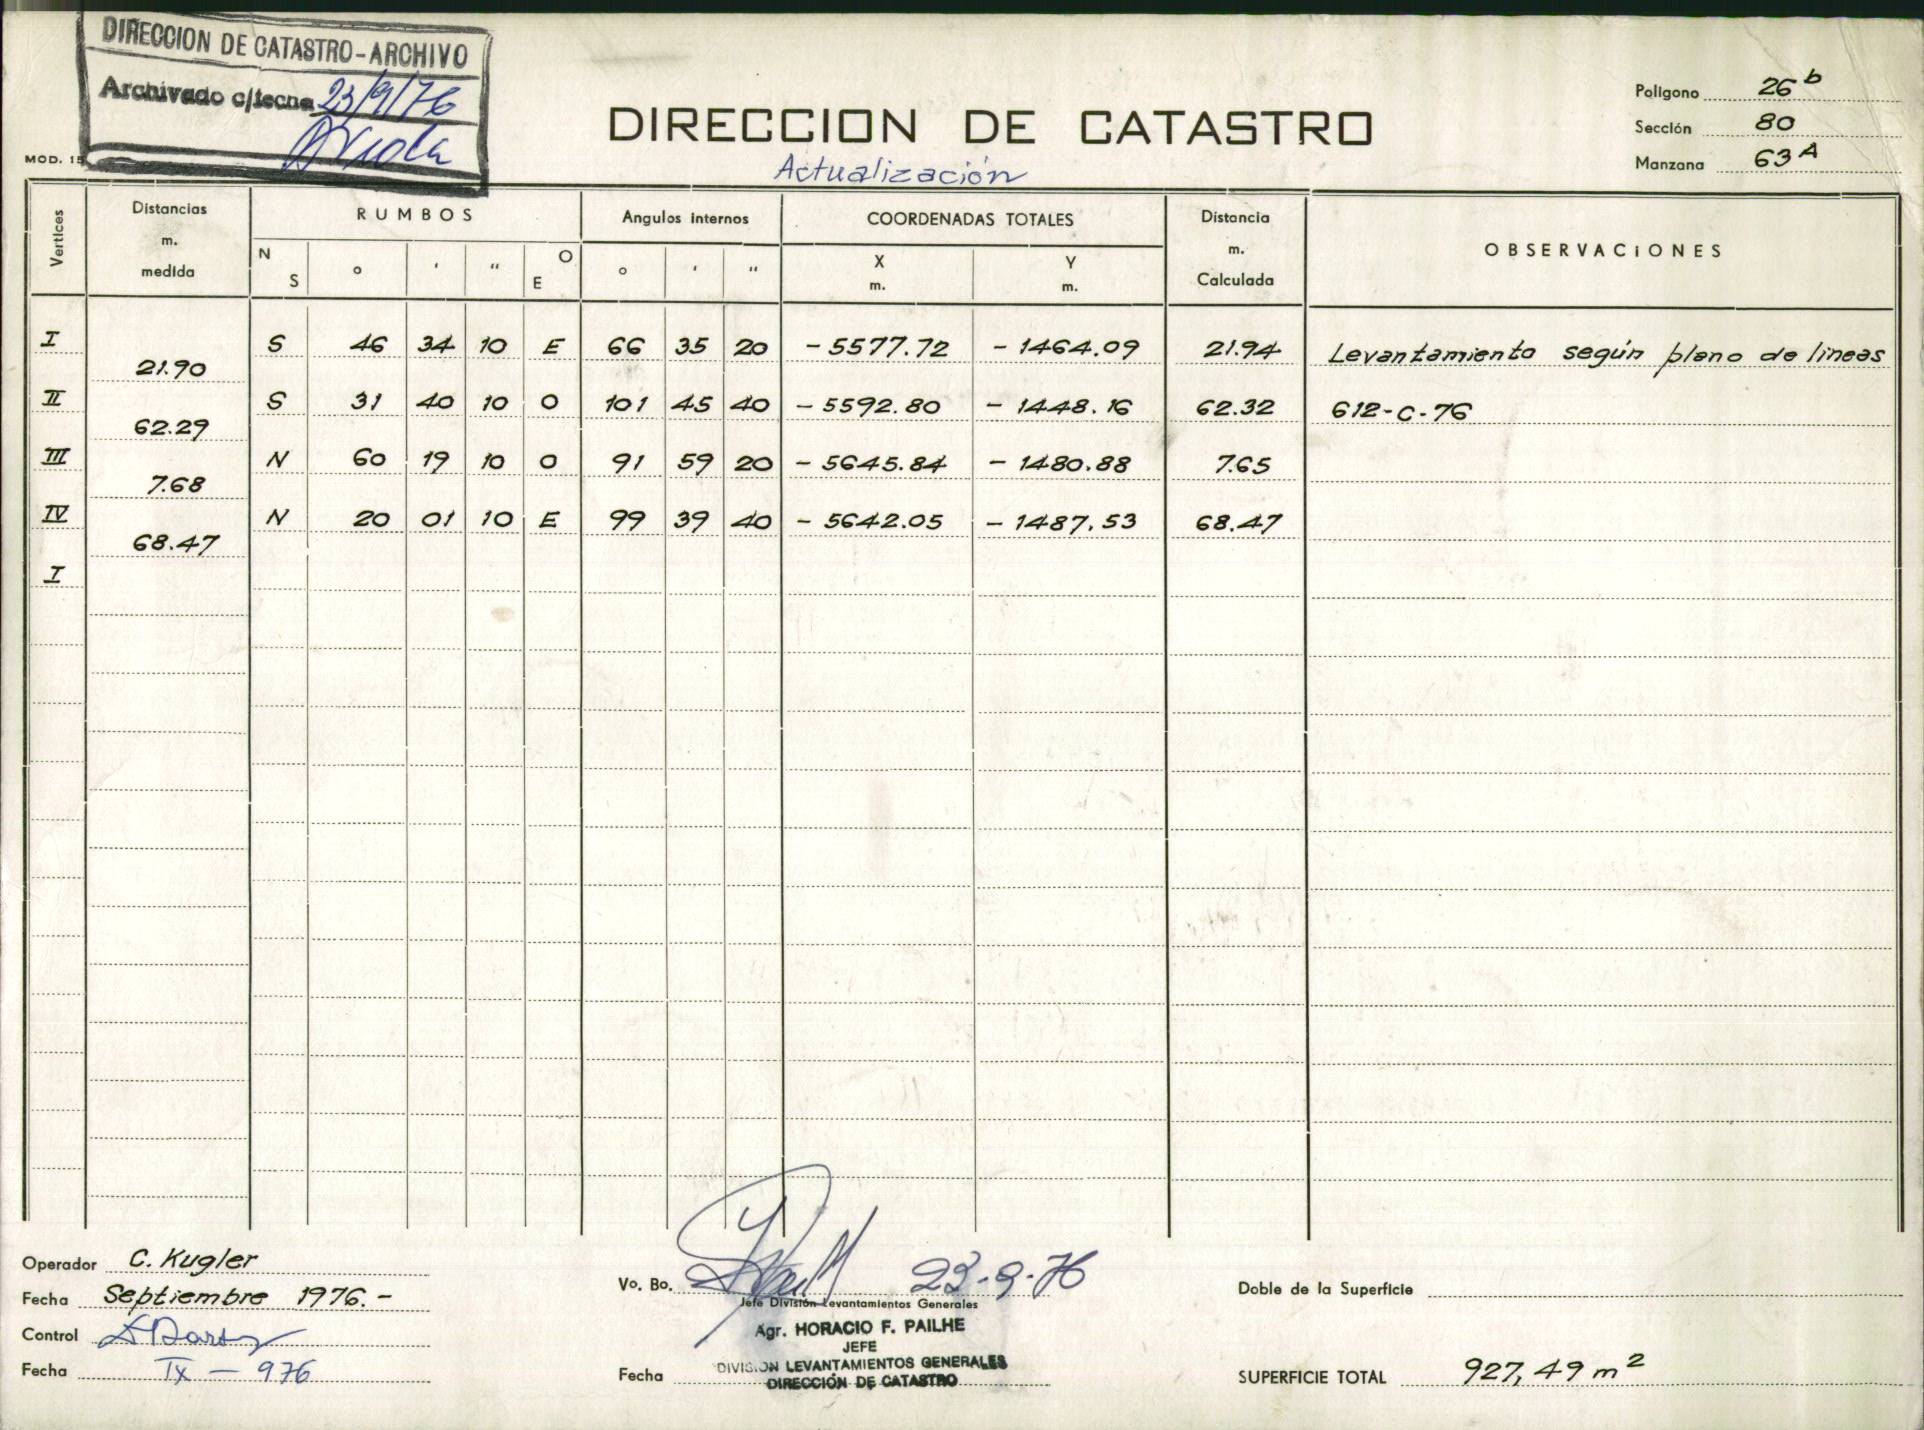 DIRECCION DE CATASTRO-ARCHIVO
Archivado c/fecha 23/9/76
MOD. 15
DIRECCION DE CATASTRO
Actualización
Poligono 26 b
Sección 80
Manzana 63 A
Vertices Distancias m. medida RUMBOS Angulos internos COORDENADAS TOTALES Distancia m. Calculada OBSERVACIONES
N S ° ' " O E ° ' " X m. Y m.
I S 46 34 10 E 66 35 20 -5577.72 -1464.09 21.94 Levantamiento según plano de lineas
21.90
II S 31 40 10 O 101 45 40 -5592.80 -1448.16 62.32 612-C-76
62.29
III N 60 19 10 O 91 59 20 -5645.84 -1480.88 7.65
7.68
IV N 20 01 10 E 99 39 40 -5642.05 -1487.53 68.47
68.47
I
Operador C. Kugler
Fecha Septiembre 1976.-
Control
Fecha IX - 976
Vo. Bo. 23-9-76
Jefe División Levantamientos Generales
Agr. HORACIO F. PAILHE
JEFE
DIVISION LEVANTAMIENTOS GENERALES
Fecha DIRECCIÓN DE CATASTRO
Doble de la Superficie
SUPERFICIE TOTAL 927,49 m²